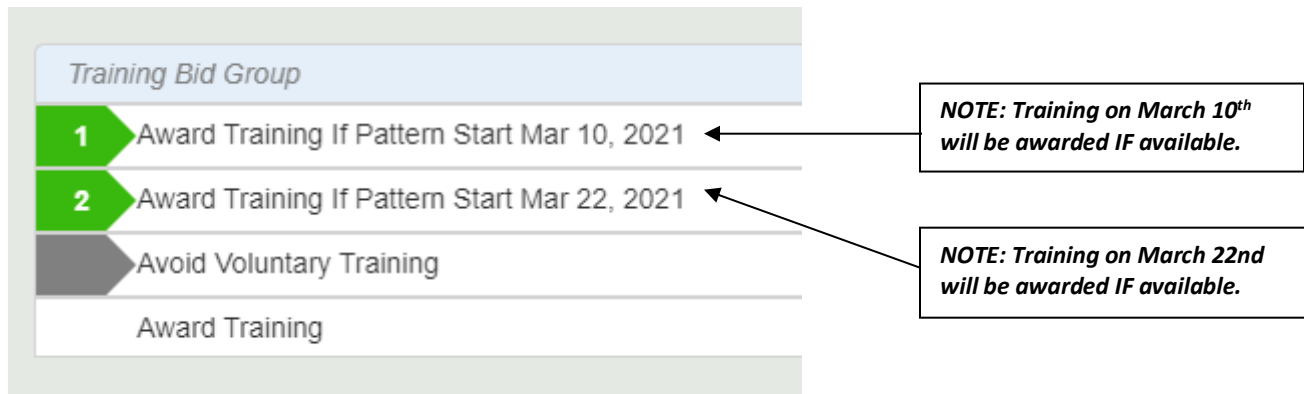 Training Bid Group
1 Award Training If Pattern Start Mar 10, 2021
NOTE: Training on March 10th
will be awarded IF available.
2 Award Training If Pattern Start Mar 22, 2021
Avoid Voluntary Training
NOTE: Training on March 22nd
will be awarded IF available.
Award Training